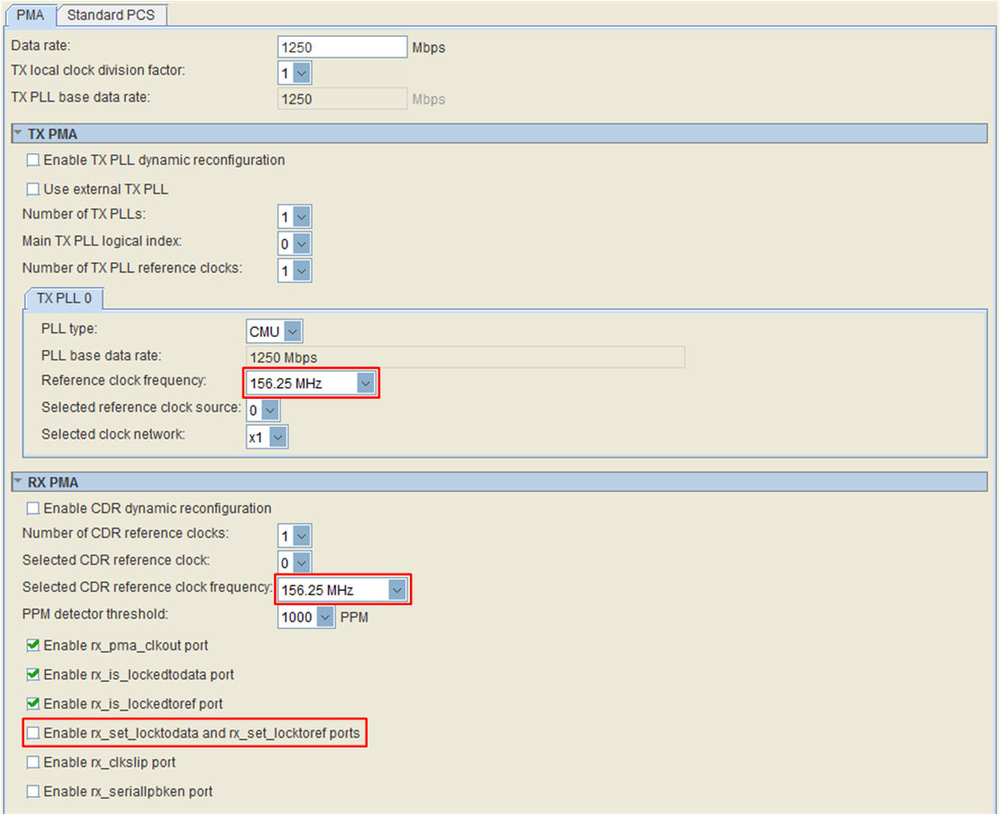 PMA Standard PCS
Data rate: 1250 Mbps
TX local clock division factor: 1
TX PLL base data rate: 1250 Mbps
TX PMA
Enable TX PLL dynamic reconfiguration
Use external TX PLL
Number of TX PLLs: 1
Main TX PLL logical index: 0
Number of TX PLL reference clocks: 1
TX PLL 0
PLL type: CMU
PLL base data rate: 1250 Mbps
Reference clock frequency: 156.25 MHz
Selected reference clock source: 0
Selected clock network: x1
RX PMA
Enable CDR dynamic reconfiguration
Number of CDR reference clocks: 1
Selected CDR reference clock: 0
Selected CDR reference clock frequency: 156.25 MHz
PPM detector threshold: 1000 PPM
Enable rx_pma_clkout port
Enable rx_is_lockedtodata port
Enable rx_is_lockedtoref port
Enable rx_set_locktodata and rx_set_locktoref ports
Enable rx_clkslip port
Enable rx_seriallpbken port